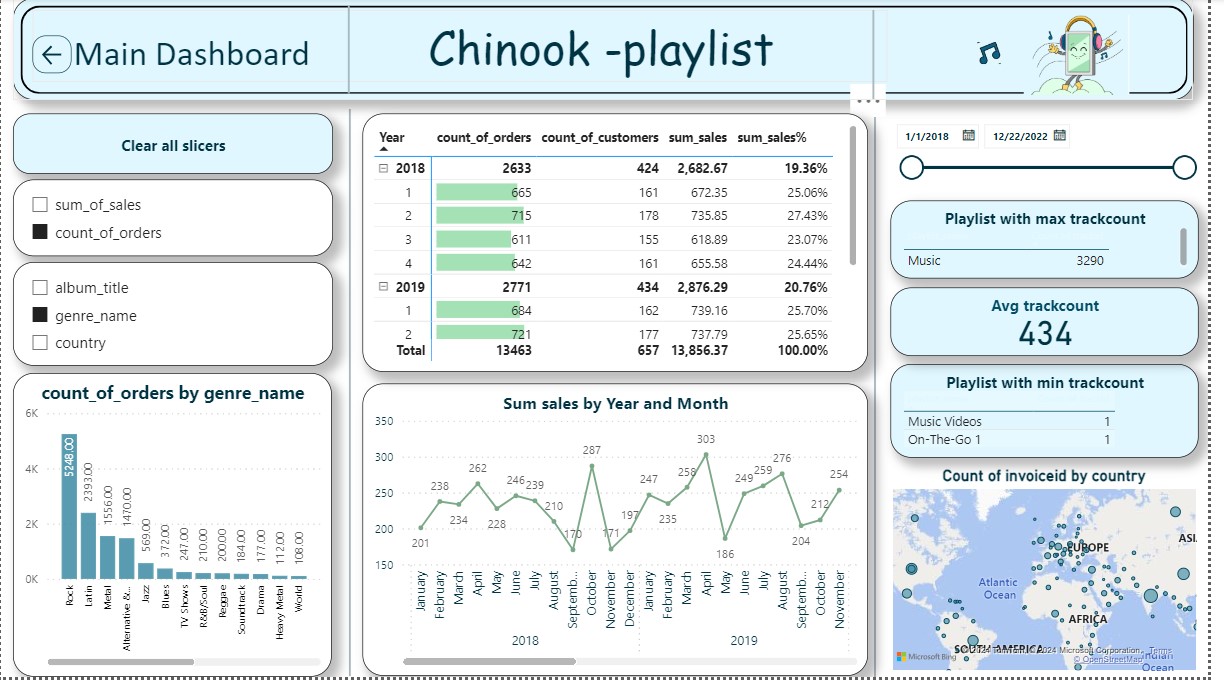 Main Dashboard
Chinook -playlist
Clear all slicers
sum_of_sales
count_of_orders
album_title
genre_name
country
count_of_orders by genre_name
6K
4K
2K
0K
5248.00
2393.00
1556.00
1470.00
569.00
372.00
247.00
210.00
200.00
184.00
177.00
112.00
108.00
Rock
Latin
Metal
Alternative &...
Jazz
Blues
TV Shows
R&B/Soul
Reggae
Soundtrack
Drama
Heavy Metal
World
Year count_of_orders count_of_customers sum_sales sum_sales%
2018 2633 424 2,682.67 19.36%
1 665 161 672.35 25.06%
2 715 178 735.85 27.43%
3 611 155 618.89 23.07%
4 642 161 655.58 24.44%
2019 2771 434 2,876.29 20.76%
1 684 162 739.16 25.70%
2 721 177 737.79 25.65%
Total 13463 657 13,856.37 100.00%
Sum sales by Year and Month
350
300
250
200
150
201
238
234
262
228
246
239
210
170
287
171
197
247
235
258
303
186
249
259
276
204
212
254
January
February
March
April
May
June
July
August
Septemb...
October
November
December
January
February
March
April
May
June
July
August
Septemb...
October
November
2018
2019
1/1/2018 12/22/2022
Playlist with max trackcount
Music 3290
Avg trackcount
434
Playlist with min trackcount
Music Videos 1
On-The-Go 1 1
Count of invoiceid by country
EUROPE
ASI
Atlantic
Ocean
AFRICA
SOUTH AMERICA
Indian
Ocean
Microsoft Bing
2024 Microsoft Corporation Terms
© OpenStreetMap